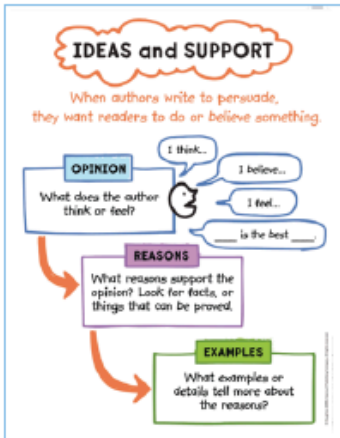 IDEAS and SUPPORT
When authors write to persuade,
they want readers to do or believe something.
I think...
OPINION
I believe...
What does the author
think or feel?
I feel...
____ is the best ____.
REASONS
What reasons support the
opinion? Look for facts, or
things that can be proved.
EXAMPLES
What examples or
details tell more about
the reasons?